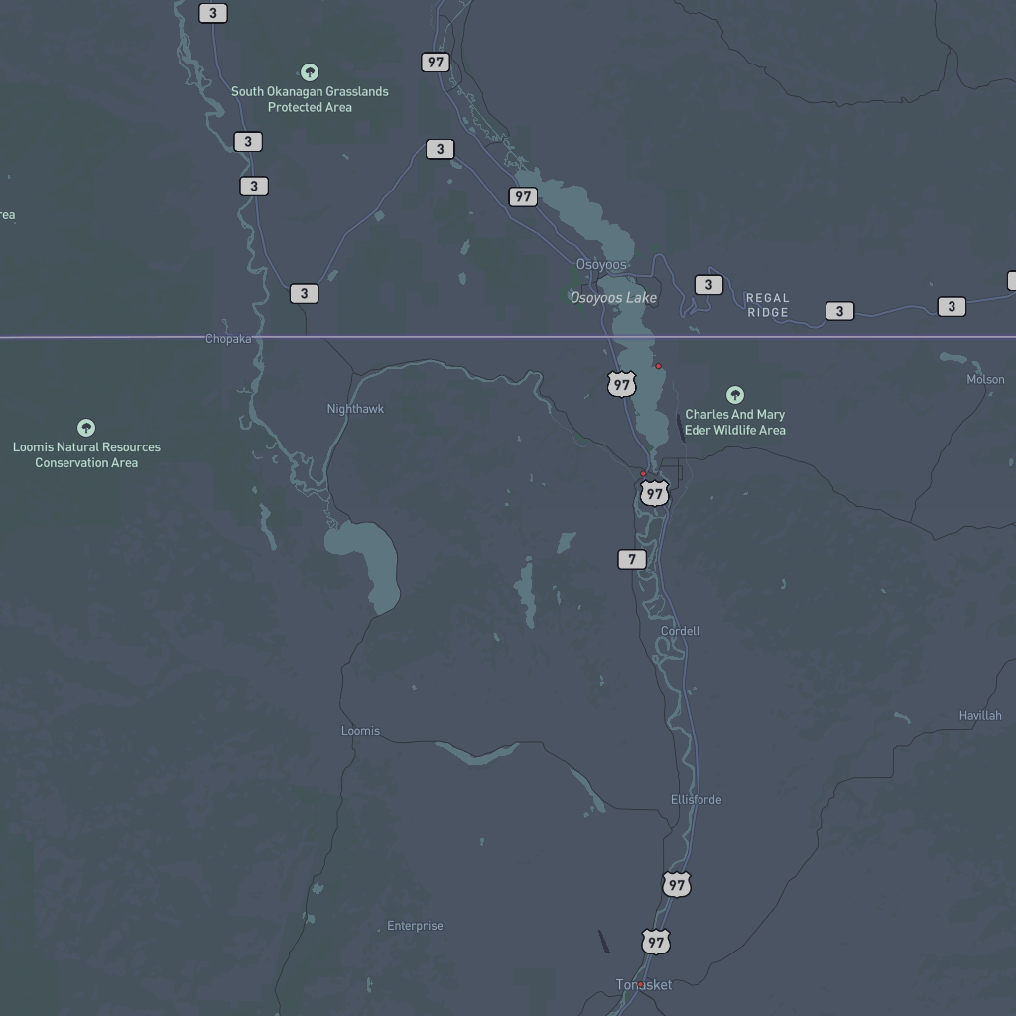 3
97
South Okanagan Grasslands
Protected Area
3
3
3
97
rea
Osoyoos
3
Osoyoos Lake
3
REGAL
RIDGE
3
3
Chopaka
97
Molson
Nighthawk
Charles And Mary
Eder Wildlife Area
Loomis Natural Resources
Conservation Area
97
7
Cordell
Havillah
Loomis
Ellisforde
97
Enterprise
97
Tonasket